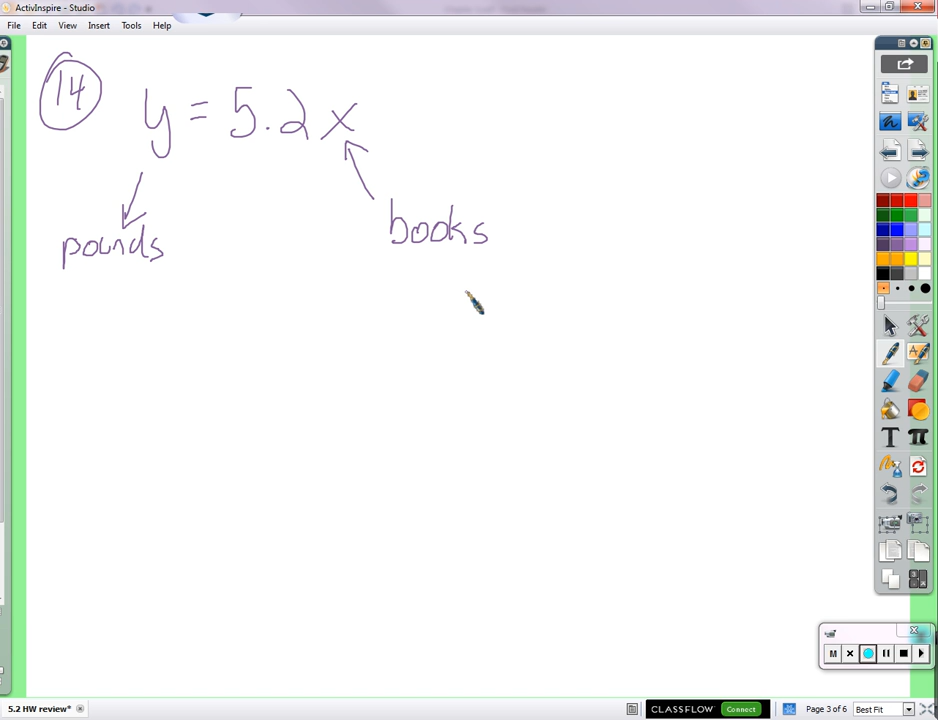 ActivInspire - Studio
File Edit View Insert Tools Help
14
y = 5.2x
pounds
books
T π
M
5.2 HW review*
CLASSFLOW Connect
Page 3 of 6
Best Fit